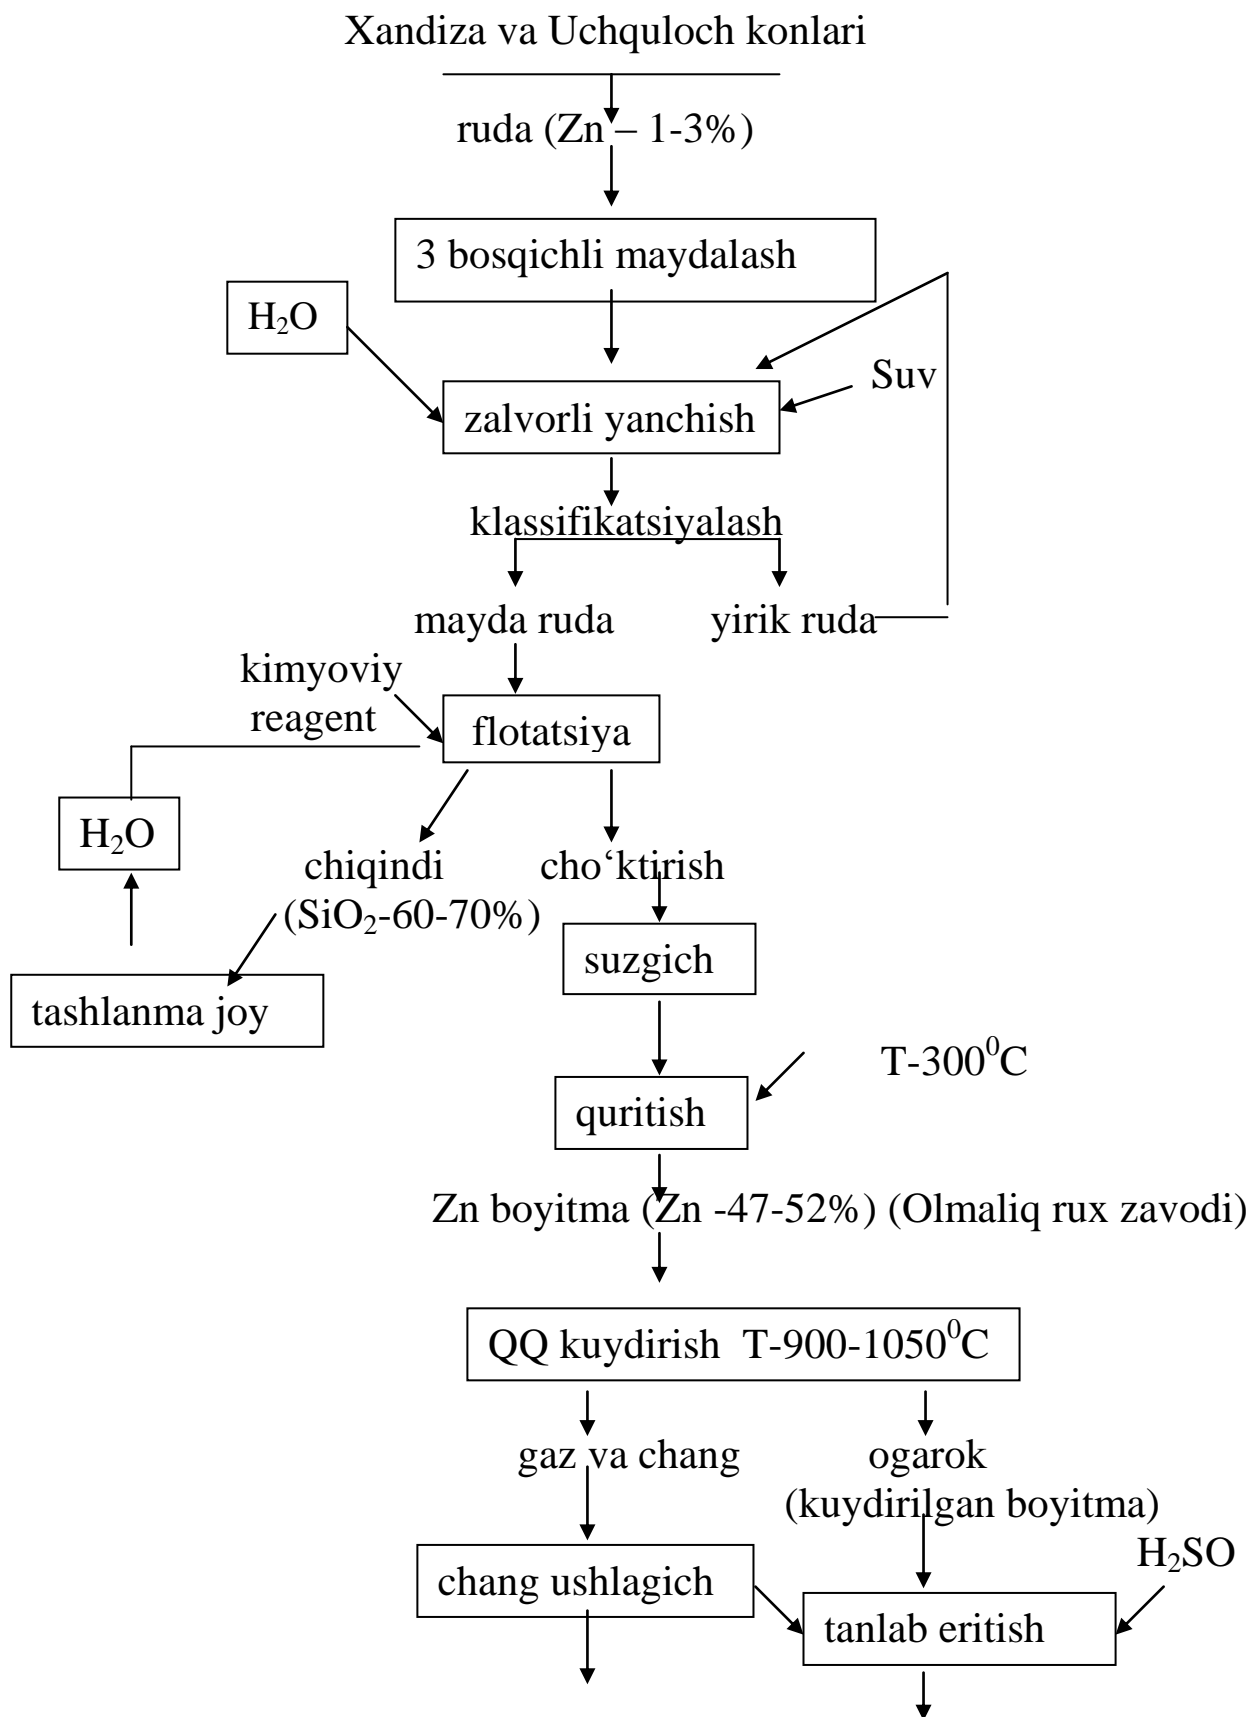 Xandiza va Uchquloch konlari
ruda (Zn – 1-3%)
3 bosqichli maydalash
H₂O
Suv
zalvorli yanchish
klassifikatsiyalash
mayda ruda
yirik ruda
kimyoviy
reagent
flotatsiya
H₂O
chiqindi
(SiO₂-60-70%)
cho‘ktirish
suzgich
tashlanma joy
T-300⁰C
quritish
Zn boyitma (Zn -47-52%) (Olmaliq rux zavodi)
QQ kuydirish T-900-1050⁰C
gaz va chang
ogarok
(kuydirilgan boyitma)
H₂SO
chang ushlagich
tanlab eritish